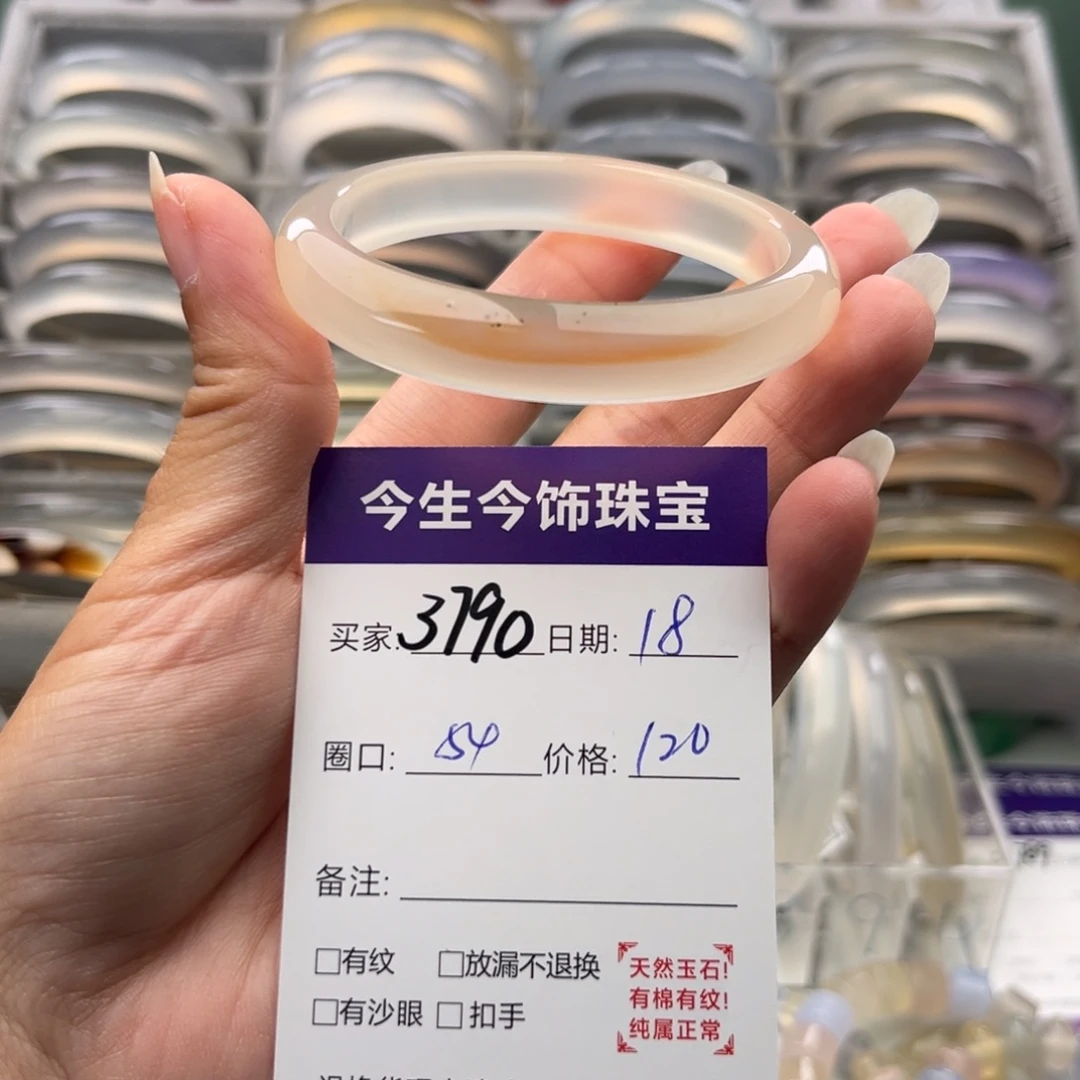 今生今饰珠宝
买家:3790 日期:18
圈口:54 价格:120
备注:
□有纹 □放漏不退换
□有沙眼 □扣手
天然玉石!
有棉有纹!
纯属正常